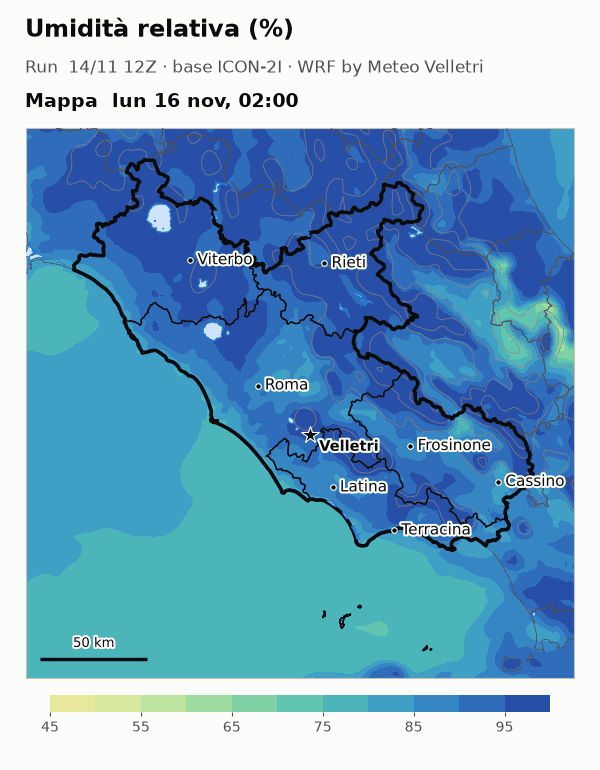 Umidità relativa (%)
Run  14/11 12Z · base ICON-2I · WRF by Meteo Velletri
Mappa  lun 16 nov, 02:00
Viterbo
Rieti
Roma
Velletri
Frosinone
Latina
Cassino
Terracina
50 km
45 55 65 75 85 95